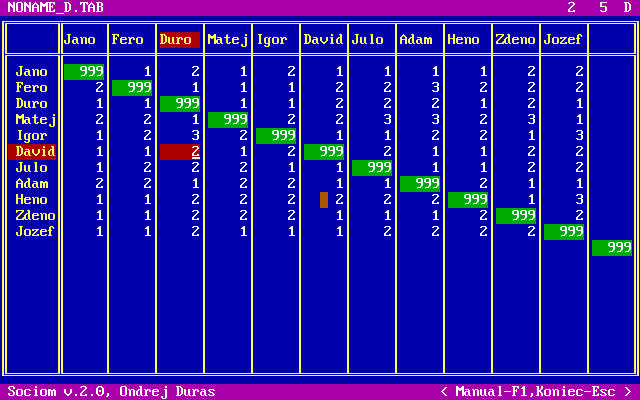 NONAME_D.TAB 2 5 D
Jano Fero Duro Matej Igor David Julo Adam Heno Zdeno Jozef
Jano 999 1 2 1 2 1 1 1 1 2 2
Fero 2 999 1 1 1 2 2 3 2 2 2
Duro 1 1 999 1 1 2 2 2 1 2 1
Matej 2 2 1 999 2 2 3 3 2 3 1
Igor 1 2 3 2 999 1 1 2 2 1 3
David 1 1 2 1 2 999 2 1 1 2 2
Julo 1 2 2 2 2 1 999 1 1 2 2
Adam 2 2 1 2 2 1 1 999 2 1 1
Heno 1 1 2 2 2 2 2 2 999 1 3
Zdeno 1 1 2 2 2 1 1 1 2 999 2
Jozef 1 1 2 1 1 2 2 2 2 2 999
999
Sociom v.2.0, Ondrej Duras < Manual-F1,Koniec-Esc >